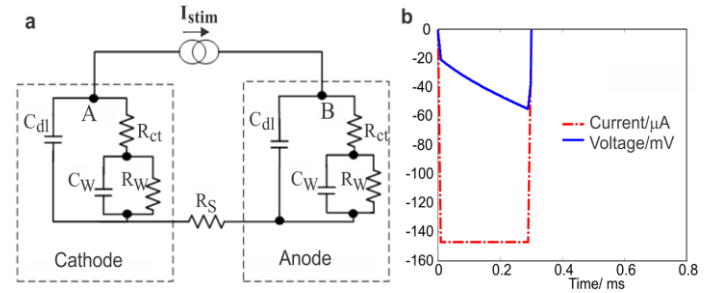 a
I_stim
A
C_dl
R_ct
C_W
R_W
Cathode
R_S
B
C_dl
R_ct
C_W
R_W
Anode
b
0
-20
-40
-60
-80
-100
-120
-140
-160
Current/μA
Voltage/mV
0 0.2 0.4 0.6 0.8
Time/ ms